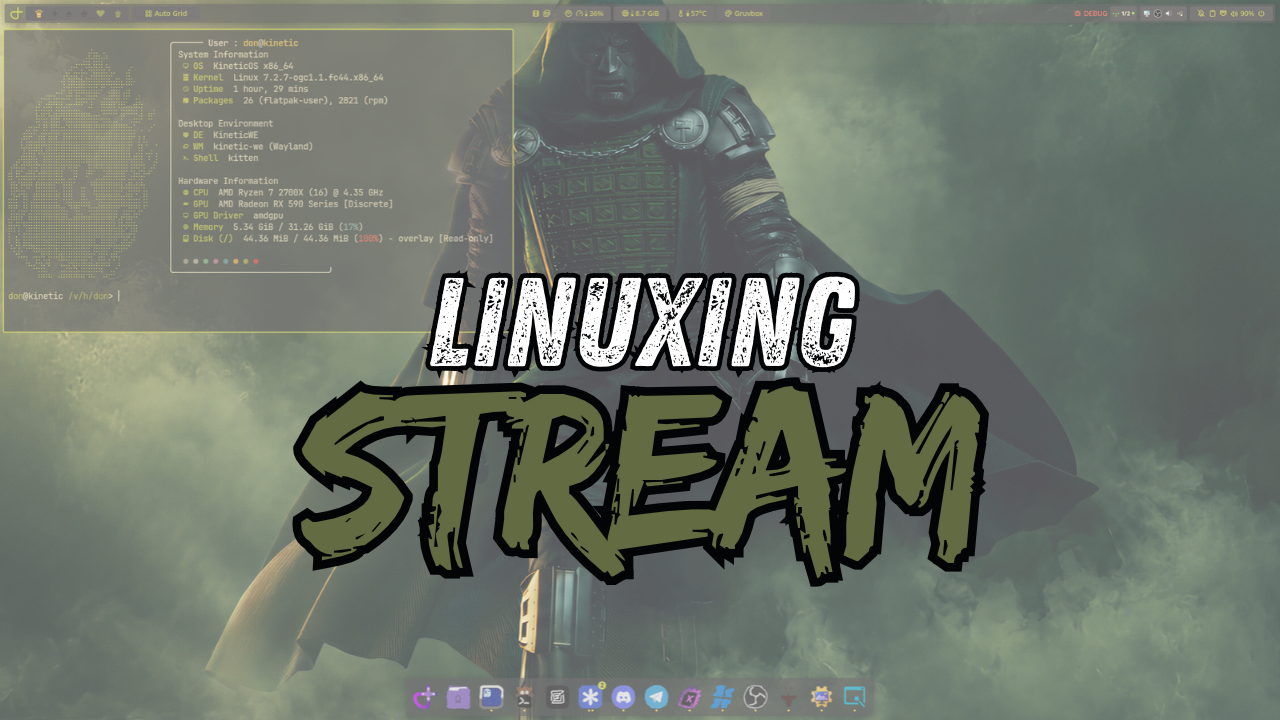 Auto Grid
36%
8.7 GiB
57°C
Gruvbox
DEBUG
1/2
90%
User : don@kinetic
System Information
OS KineticOS x86_64
Kernel Linux 7.2.7-ogc1.1.fc44.x86_64
Uptime 1 hour, 29 mins
Packages 26 (flatpak-user), 2821 (rpm)
Desktop Environment
DE KineticWE
WM kinetic-we (Wayland)
Shell kitten
Hardware Information
CPU AMD Ryzen 7 2700X (16) @ 4.35 GHz
GPU AMD Radeon RX 590 Series [Discrete]
GPU Driver amdgpu
Memory 5.34 GiB / 31.26 GiB (17%)
Disk (/) 44.36 MiB / 44.36 MiB (100%) - overlay [Read-only]
don@kinetic /v/h/don>
LINUXING
STREAM